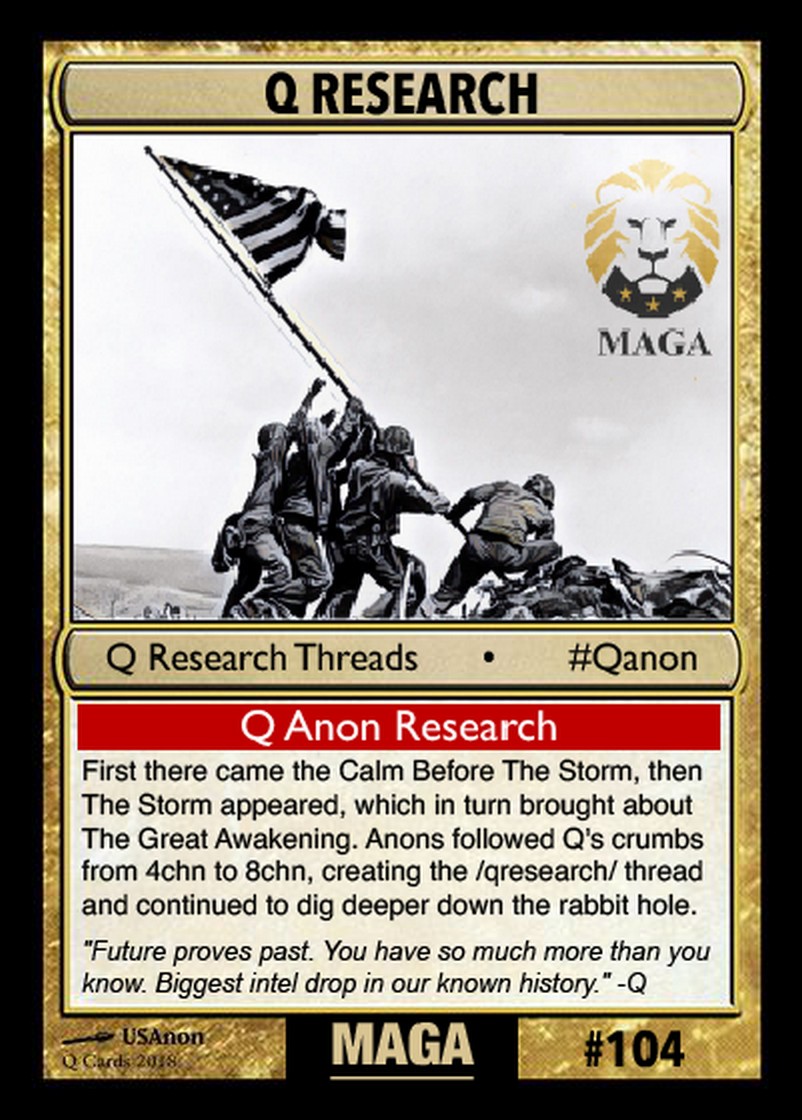 Q RESEARCH
MAGA
Q Research Threads • #Qanon
Q Anon Research
First there came the Calm Before The Storm, then
The Storm appeared, which in turn brought about
The Great Awakening. Anons followed Q's crumbs
from 4chn to 8chn, creating the /qresearch/ thread
and continued to dig deeper down the rabbit hole.
"Future proves past. You have so much more than you
know. Biggest intel drop in our known history." -Q
USAnon
Q Cards 2018
MAGA
#104